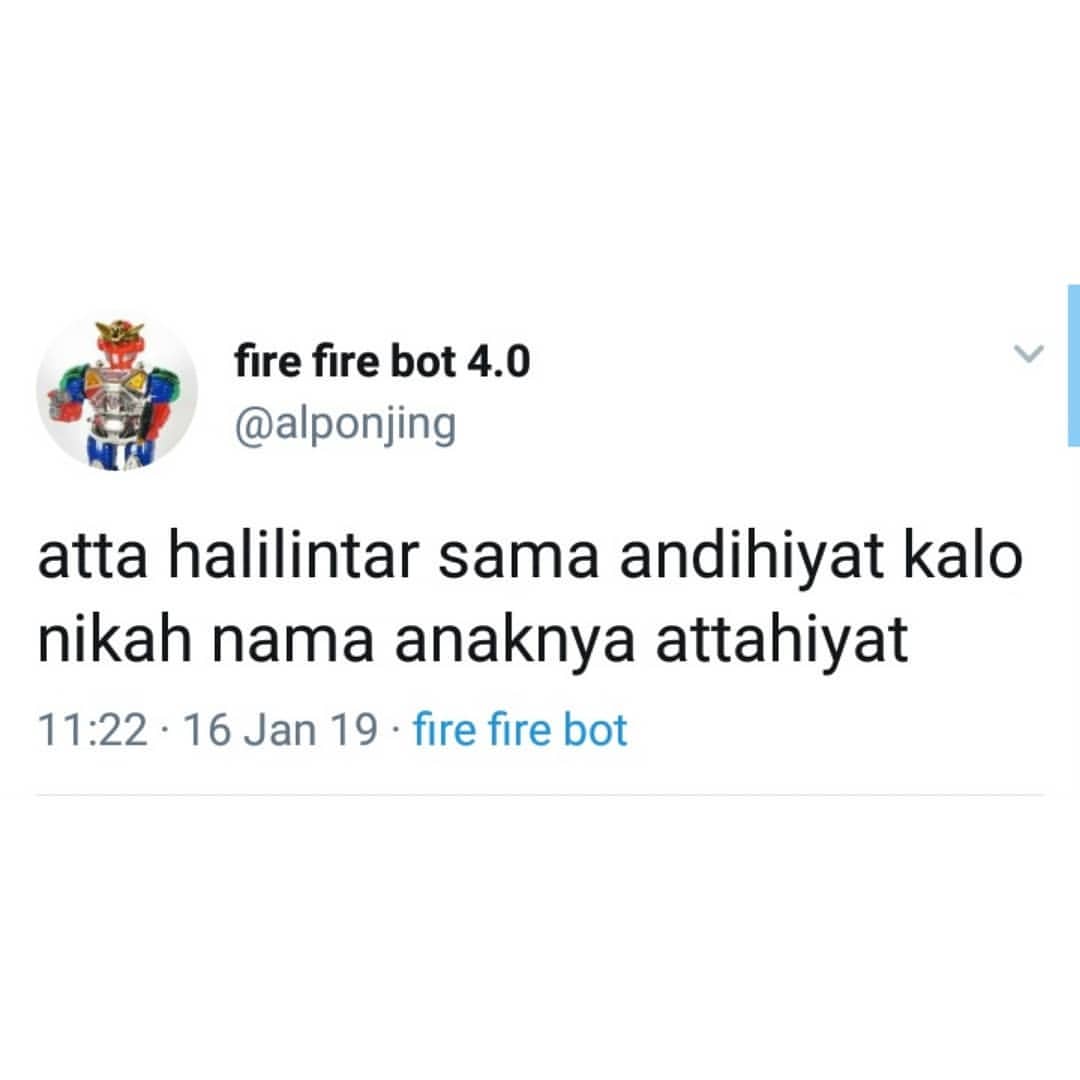 fire fire bot 4.0
@alponjing
atta halilintar sama andihiyat kalo
nikah nama anaknya attahiyat
11:22 · 16 Jan 19 · fire fire bot